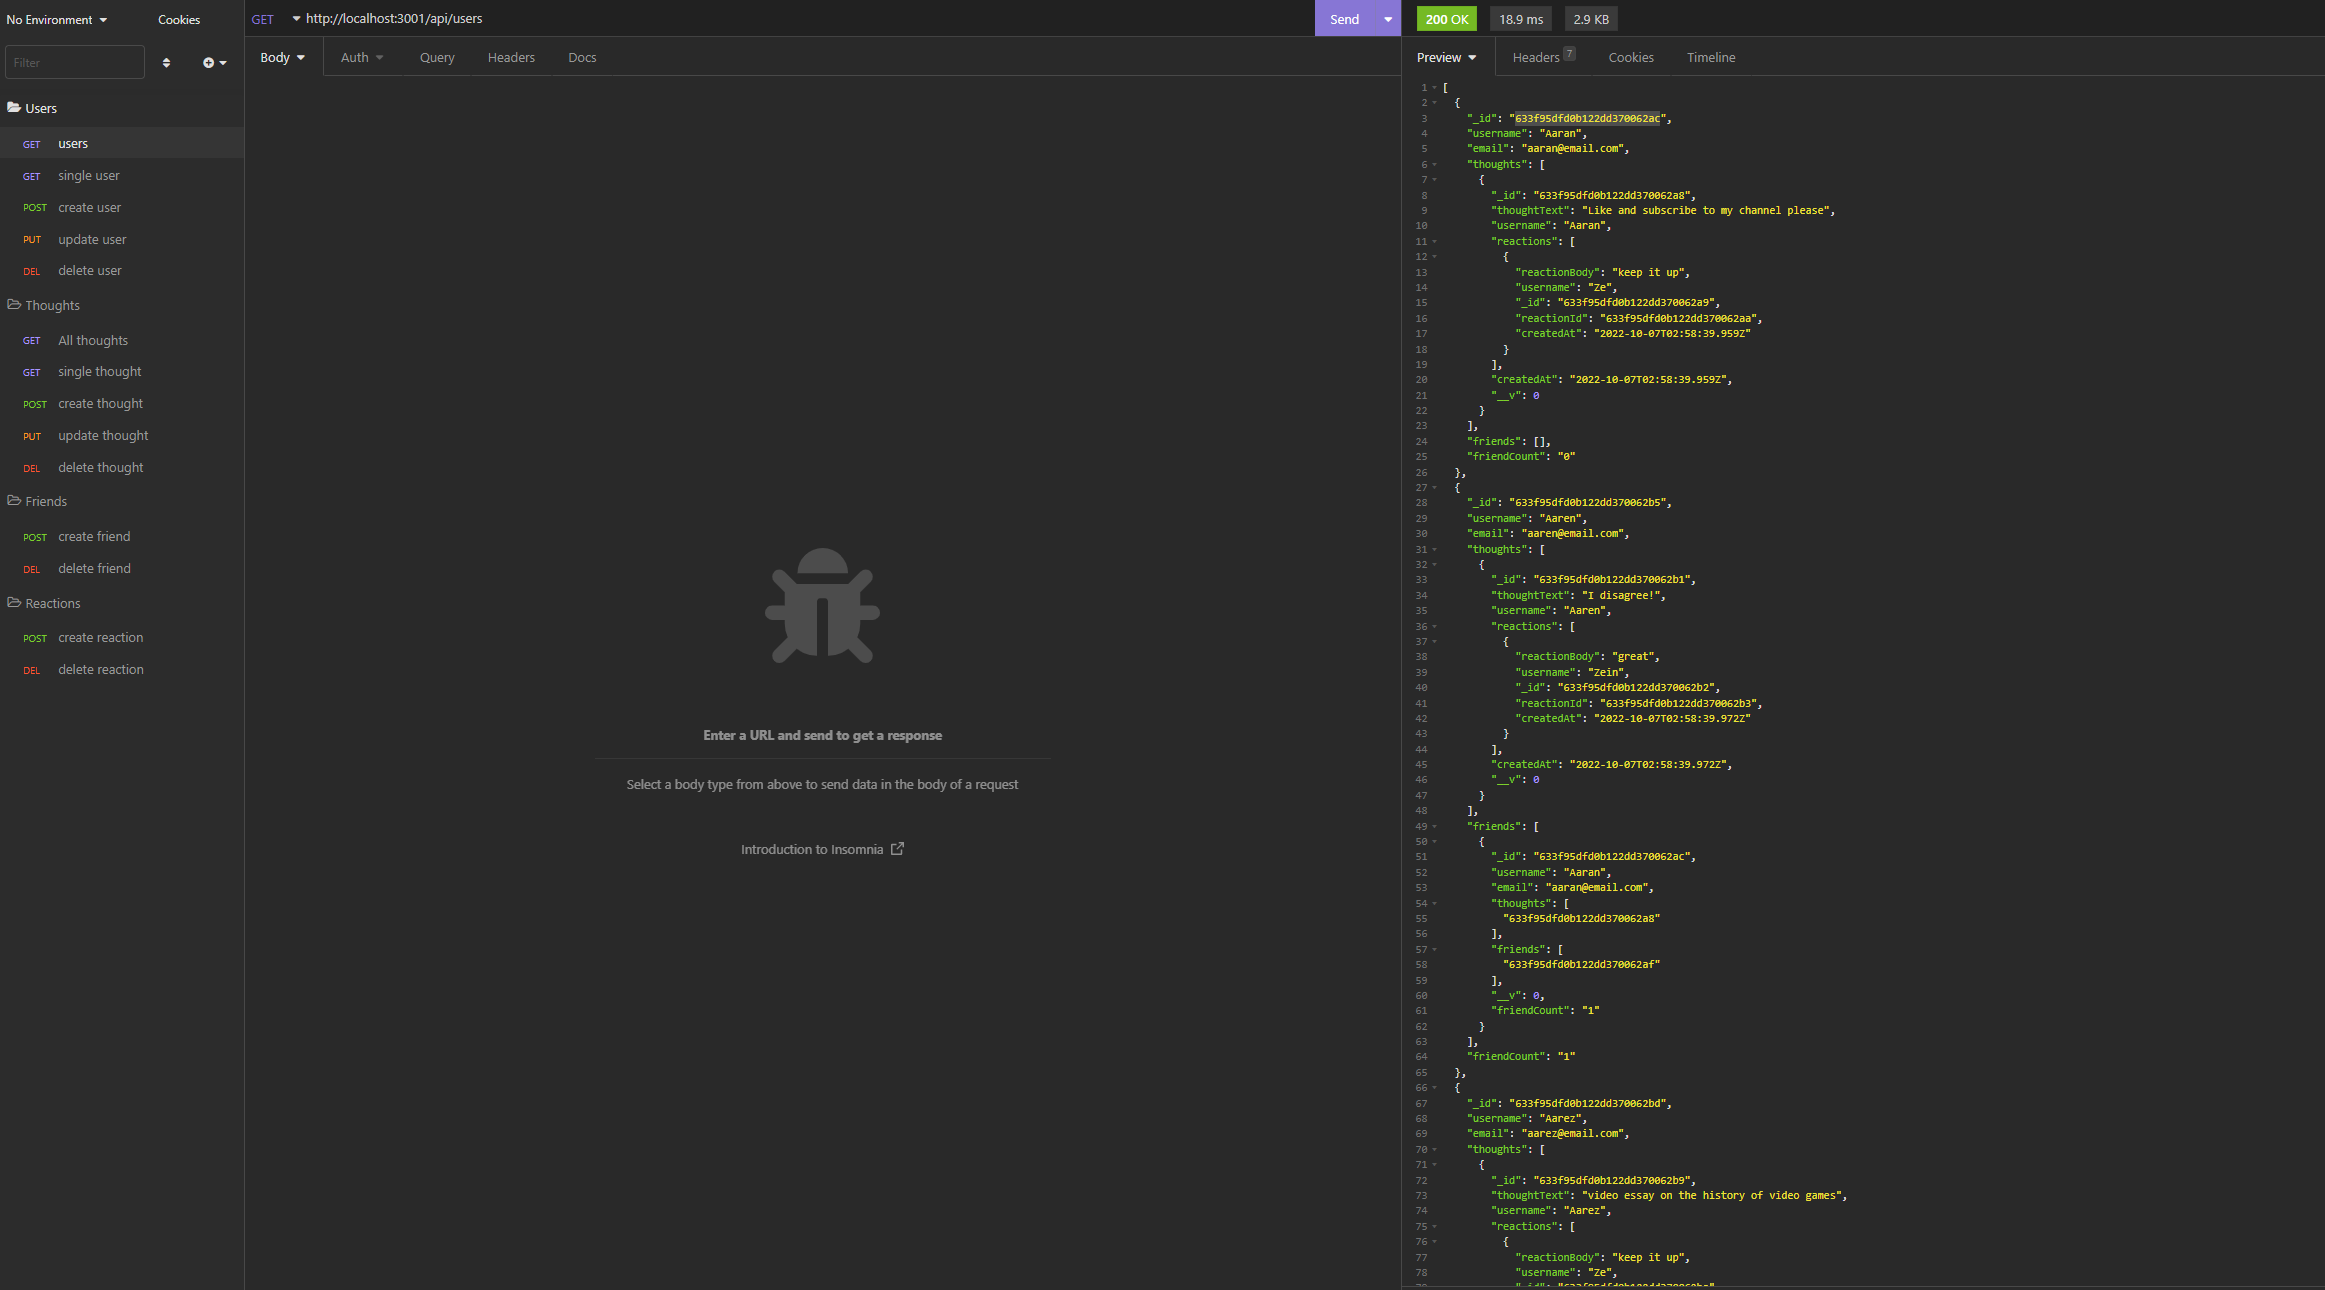 No Environment
Cookies
Filter
Users
GET users
GET single user
POST create user
PUT update user
DEL delete user
Thoughts
GET All thoughts
GET single thought
POST create thought
PUT update thought
DEL delete thought
Friends
POST create friend
DEL delete friend
Reactions
POST create reaction
DEL delete reaction
GET http://localhost:3001/api/users Send
Body Auth Query Headers Docs
Enter a URL and send to get a response
Select a body type from above to send data in the body of a request
Introduction to Insomnia
200 OK 18.9 ms 2.9 KB
Preview Headers 7 Cookies Timeline
1 [
2 {
3 "_id": "633f95dfd0b122dd370062ac",
4 "username": "Aaran",
5 "email": "aaran@email.com",
6 "thoughts": [
7 {
8 "_id": "633f95dfd0b122dd370062a8",
9 "thoughtText": "Like and subscribe to my channel please",
10 "username": "Aaran",
11 "reactions": [
12 {
13 "reactionBody": "keep it up",
14 "username": "Ze",
15 "_id": "633f95dfd0b122dd370062a9",
16 "reactionId": "633f95dfd0b122dd370062aa",
17 "createdAt": "2022-10-07T02:58:39.959Z"
18 }
19 ],
20 "createdAt": "2022-10-07T02:58:39.959Z",
21 "__v": 0
22 }
23 ],
24 "friends": [],
25 "friendCount": "0"
26 },
27 {
28 "_id": "633f95dfd0b122dd370062b5",
29 "username": "Aaren",
30 "email": "aaren@email.com",
31 "thoughts": [
32 {
33 "_id": "633f95dfd0b122dd370062b1",
34 "thoughtText": "I disagree!",
35 "username": "Aaren",
36 "reactions": [
37 {
38 "reactionBody": "great",
39 "username": "Zein",
40 "_id": "633f95dfd0b122dd370062b2",
41 "reactionId": "633f95dfd0b122dd370062b3",
42 "createdAt": "2022-10-07T02:58:39.972Z"
43 }
44 ],
45 "createdAt": "2022-10-07T02:58:39.972Z",
46 "__v": 0
47 }
48 ],
49 "friends": [
50 {
51 "_id": "633f95dfd0b122dd370062ac",
52 "username": "Aaran",
53 "email": "aaran@email.com",
54 "thoughts": [
55 "633f95dfd0b122dd370062a8"
56 ],
57 "friends": [
58 "633f95dfd0b122dd370062af"
59 ],
60 "__v": 0,
61 "friendCount": "1"
62 }
63 ],
64 "friendCount": "1"
65 },
66 {
67 "_id": "633f95dfd0b122dd370062bd",
68 "username": "Aarez",
69 "email": "aarez@email.com",
70 "thoughts": [
71 {
72 "_id": "633f95dfd0b122dd370062b9",
73 "thoughtText": "video essay on the history of video games",
74 "username": "Aarez",
75 "reactions": [
76 {
77 "reactionBody": "keep it up",
78 "username": "Ze",